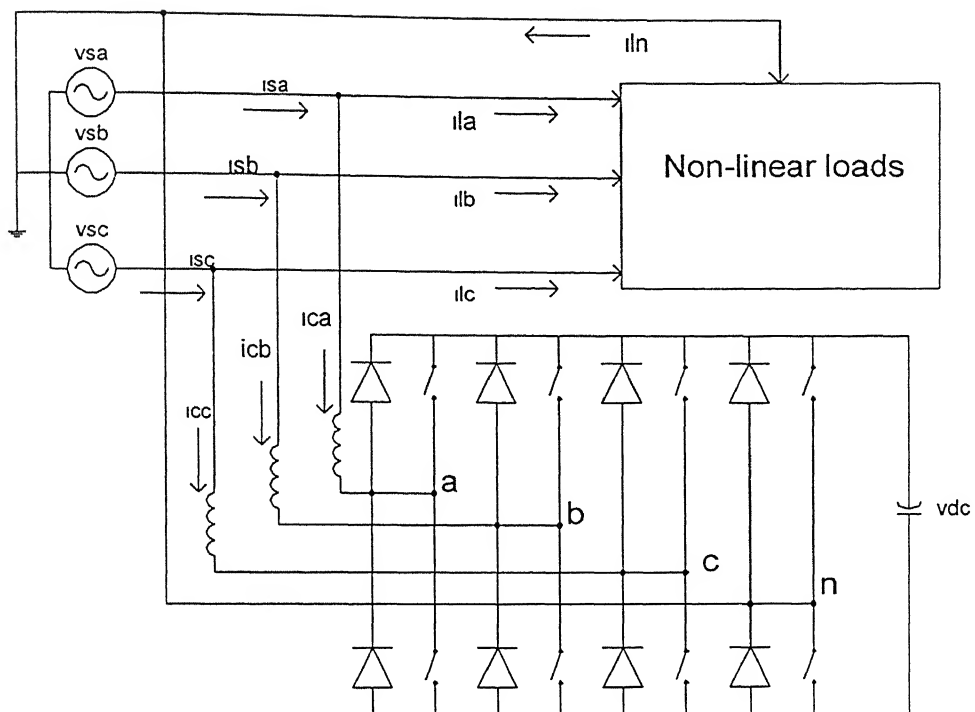 iln
vsa
isa
ila
vsb
isb
ilb
Non-linear loads
vsc
isc
ilc
ica
icb
icc
a
b
c
n
vdc